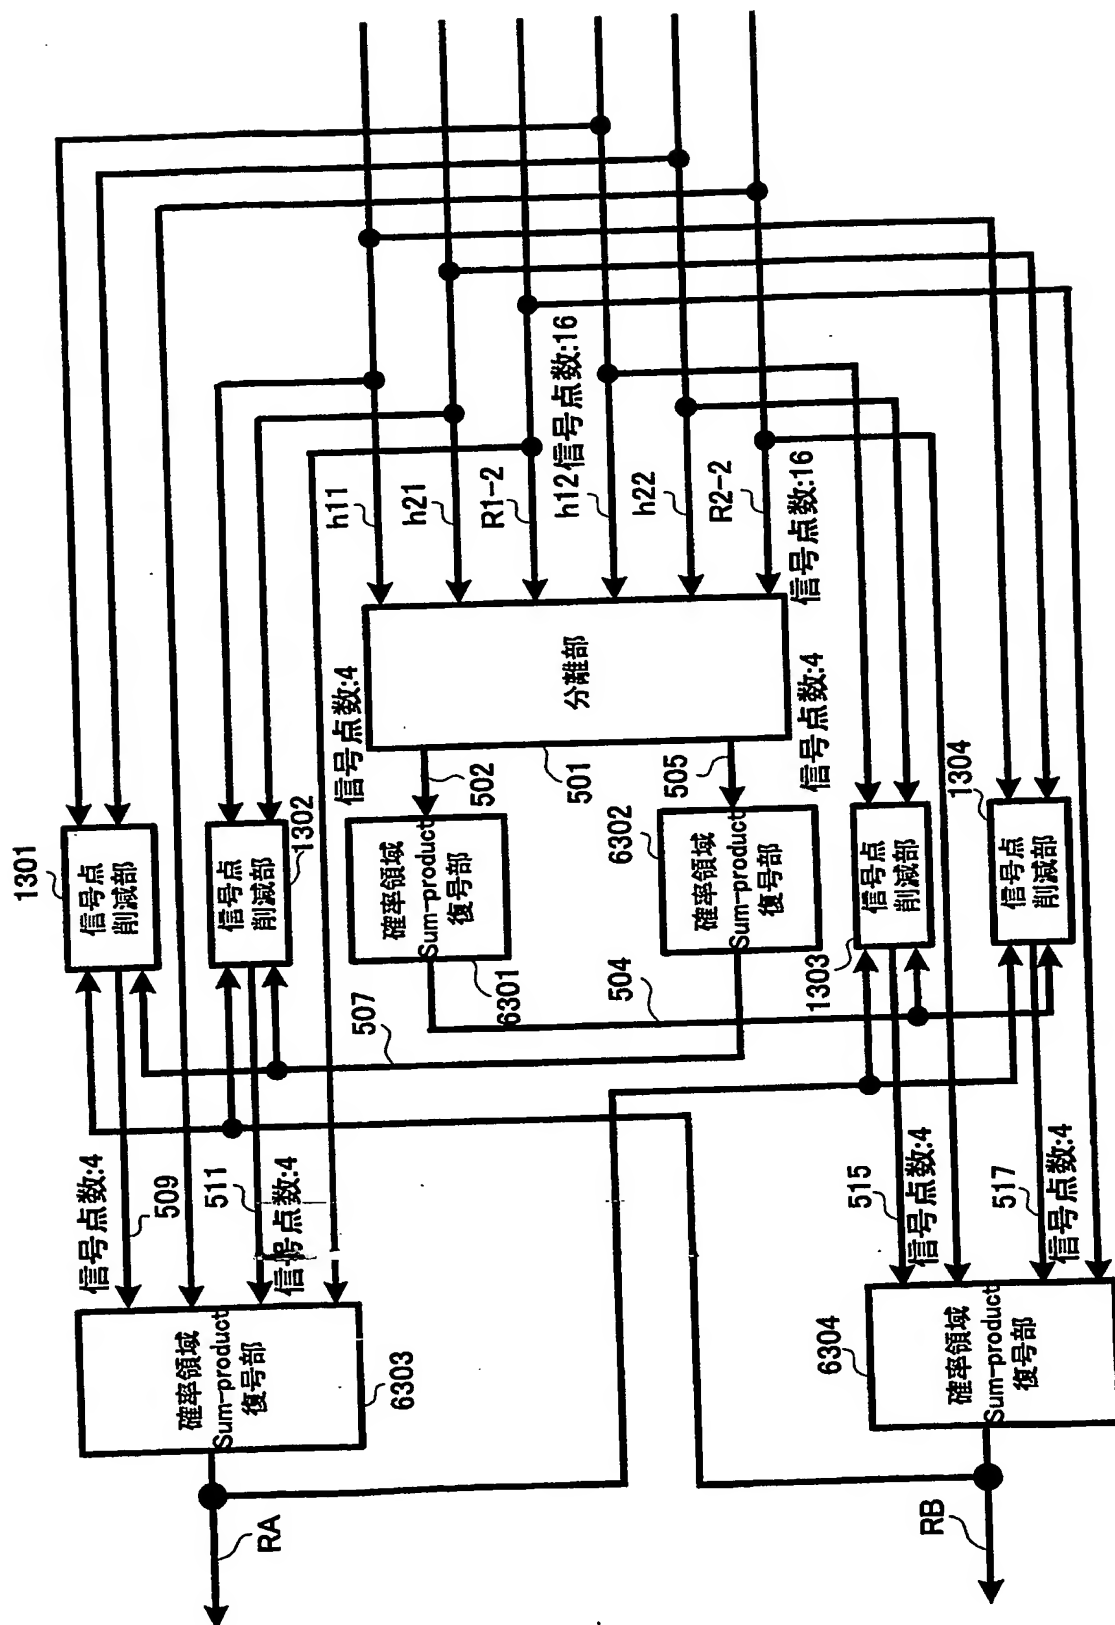 1301
信号点
削減部
信号点
削減部
1302
信号点数:4
509
511
信号点数:4
確率領域
Sum-product
復号部
6303
RA
h11
h21
R1-2
h12
信号点数:16
h22
R2-2
信号点数:16
分離部
501
信号点数:4
502
505
信号点数:4
確率領域
Sum-product
復号部
6301
確率領域
Sum-product
復号部
6302
504
507
信号点
削減部
1303
信号点
削減部
1304
515
信号点数:4
517
信号点数:4
確率領域
Sum-product
復号部
6304
RB